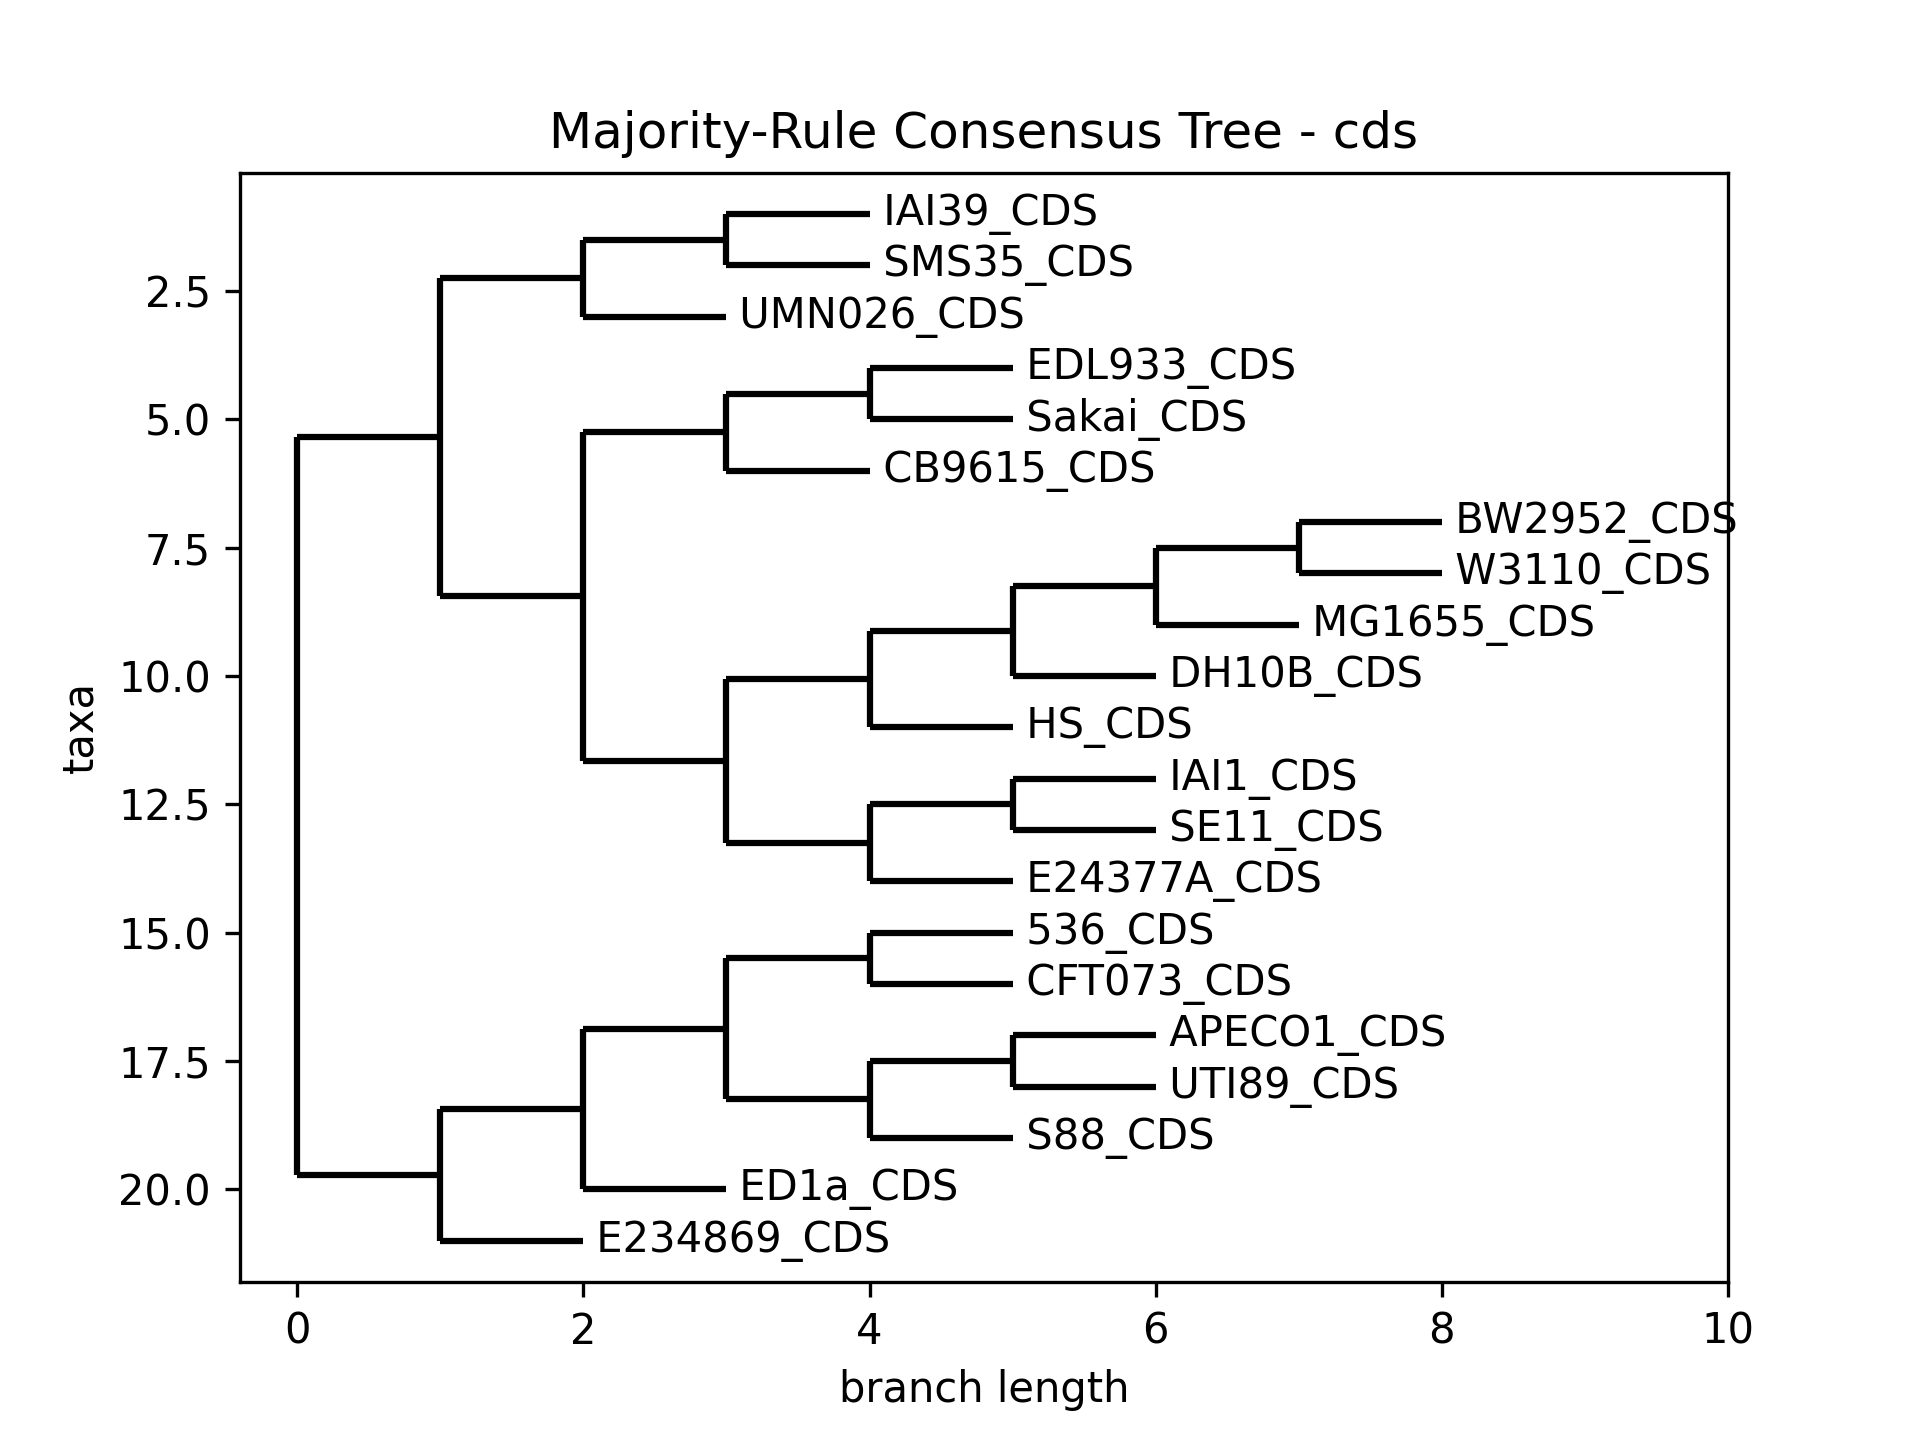 Majority-Rule Consensus Tree - cds
IAI39_CDS
SMS35_CDS
2.5
UMN026_CDS
EDL933_CDS
5.0
Sakai_CDS
CB9615_CDS
BW2952_CDS
7.5
W3110_CDS
MG1655_CDS
10.0
DH10B_CDS
taxa
HS_CDS
IAI1_CDS
12.5
SE11_CDS
E24377A_CDS
15.0
536_CDS
CFT073_CDS
APECO1_CDS
17.5
UTI89_CDS
S88_CDS
20.0
ED1a_CDS
E234869_CDS
0 2 4 6 8 10
branch length